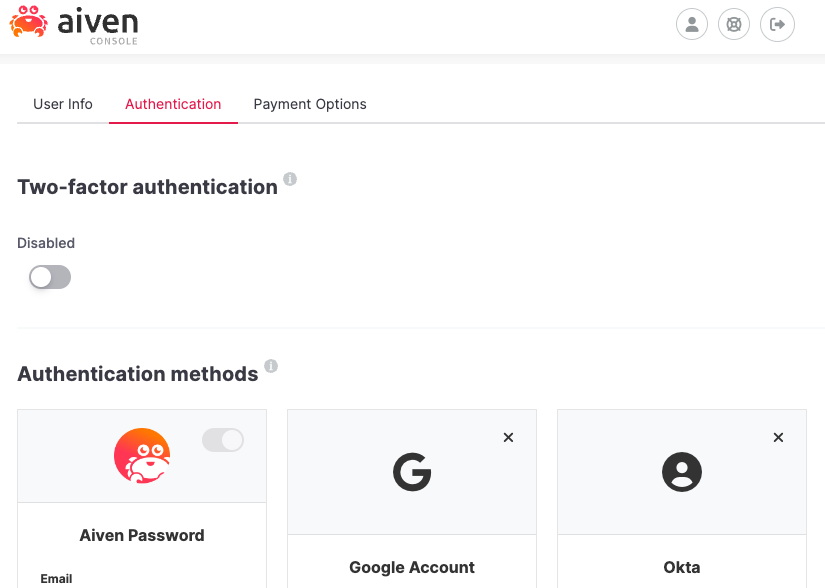 aiven
CONSOLE
User Info
Authentication
Payment Options
Two-factor authentication
Disabled
Authentication methods
Aiven Password
Email
Google Account
Okta